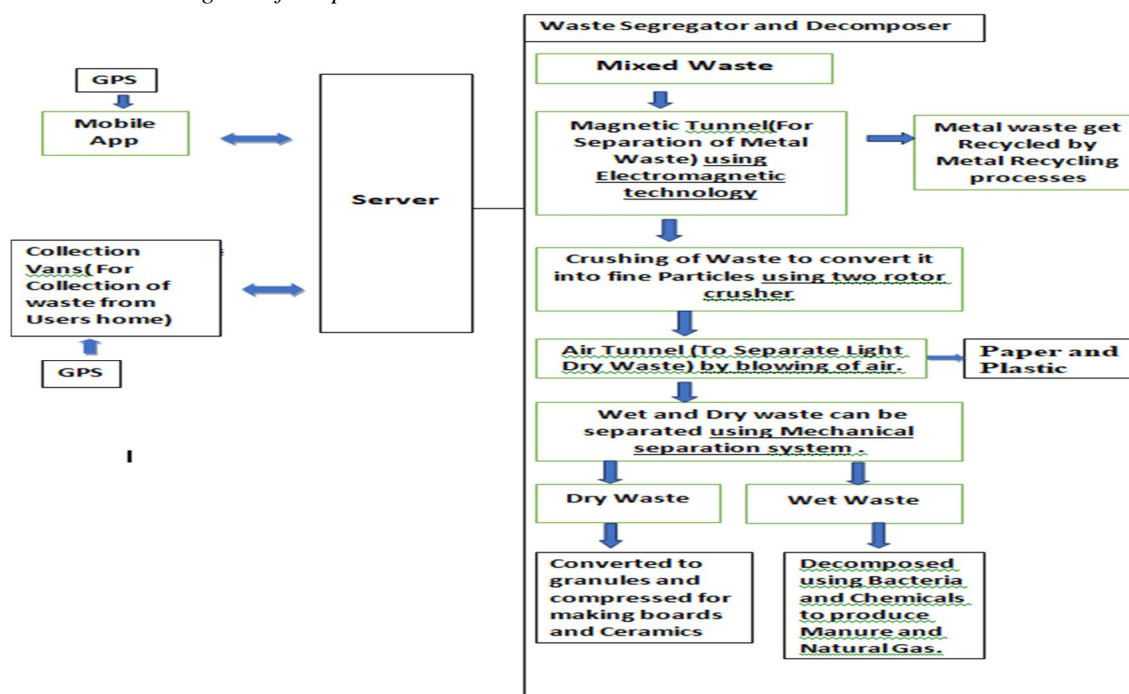 Waste Segregator and Decomposer
Mixed Waste
GPS
Mobile
App
Server
Magnetic Tunnel(For
Separation of Metal
Waste) using
Electromagnetic
technology
Metal waste get
Recycled by
Metal Recycling
processes
Collection
Vans( For
Collection of
waste from
Users home)
GPS
Crushing of Waste to convert it
into fine Particles using two rotor
crusher
Air Tunnel (To Separate Light
Dry Waste) by blowing of air.
Paper and
Plastic
Wet and Dry waste can be
separated using Mechanical
separation system .
I
Dry Waste
Wet Waste
Converted to
granules and
compressed for
making boards
and Ceramics
Decomposed
using Bacteria
and Chemicals
to produce
Manure and
Natural Gas.